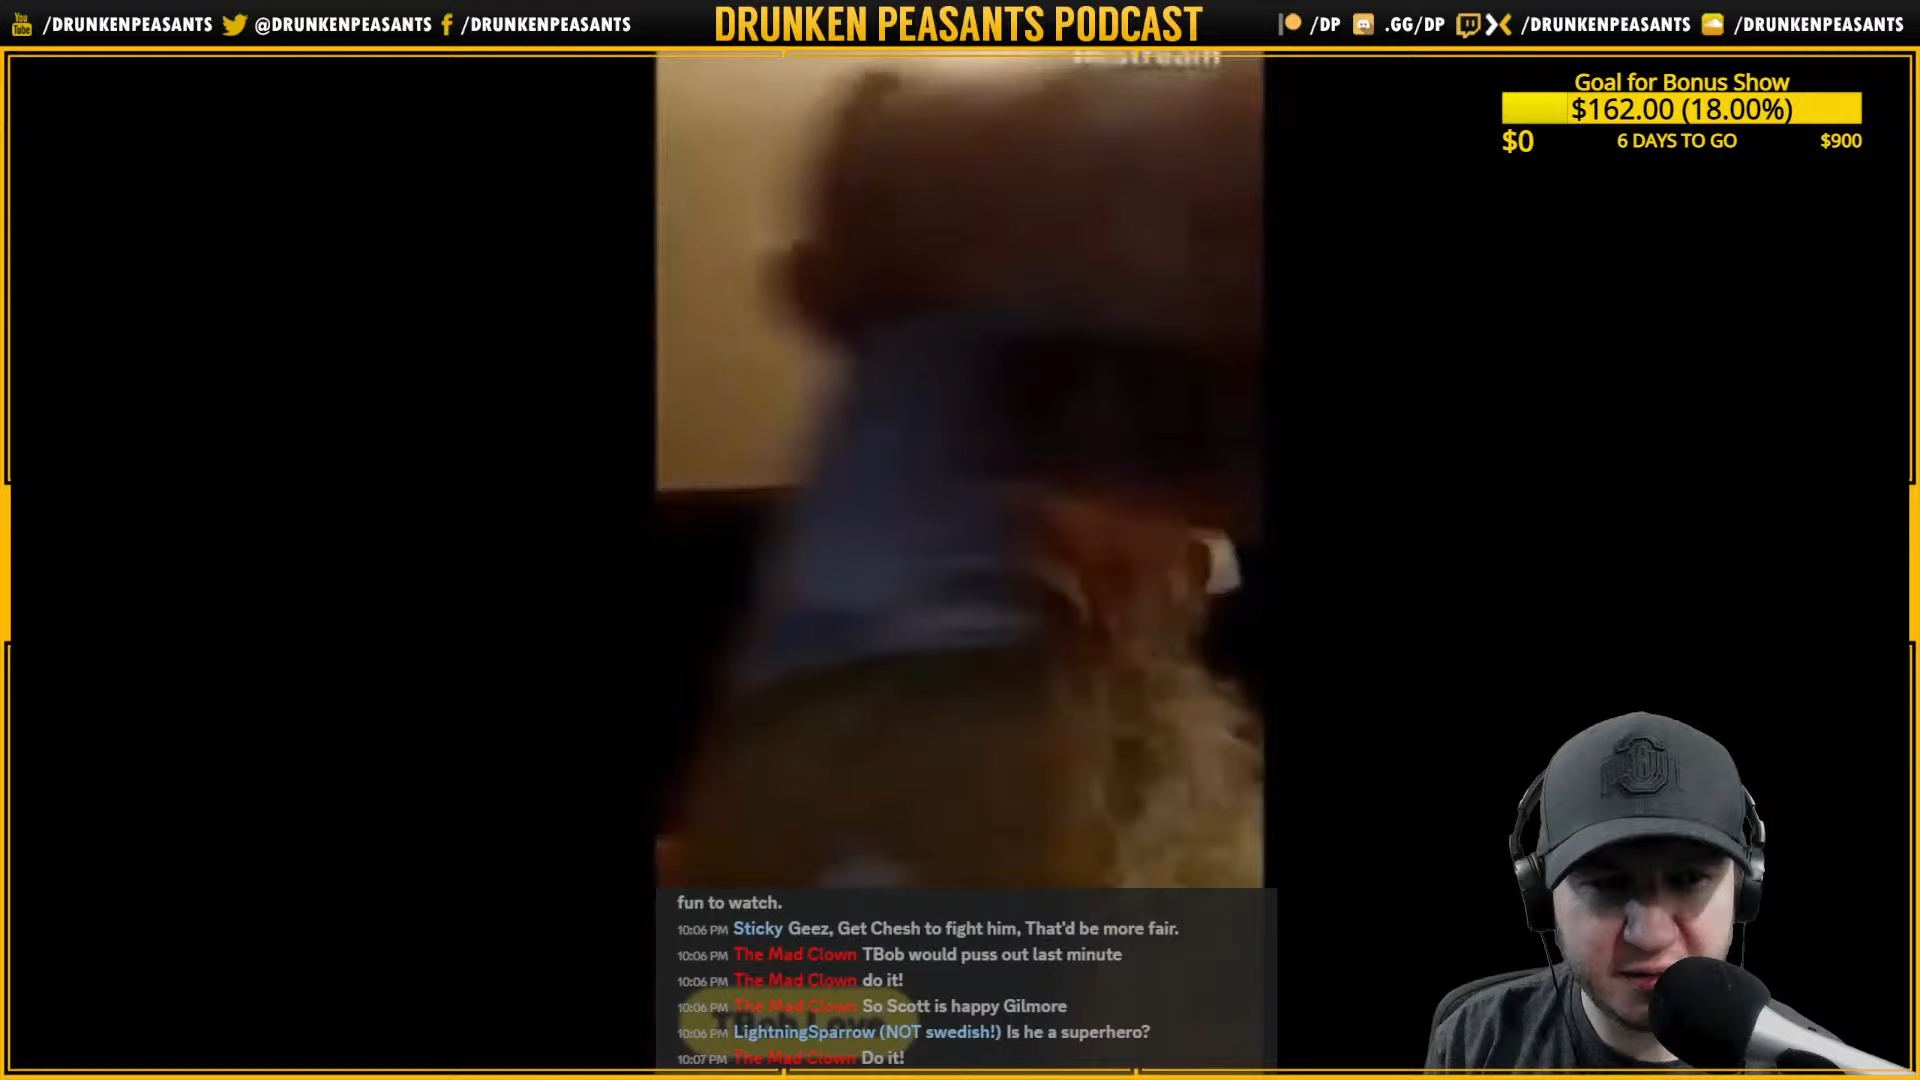 /DRUNKENPEASANTS @DRUNKENPEASANTS /DRUNKENPEASANTS DRUNKEN PEASANTS PODCAST /DP .GG/DP /DRUNKENPEASANTS /DRUNKENPEASANTS
Goal for Bonus Show
$162.00 (18.00%)
$0 6 DAYS TO GO $900
fun to watch.
10:06 PM Sticky Geez, Get Chesh to fight him, That'd be more fair.
10:06 PM The Mad Clown TBob would puss out last minute
10:06 PM The Mad Clown do it!
10:06 PM The Mad Clown So Scott is happy Gilmore
10:06 PM LightningSparrow (NOT swedish!) Is he a superhero?
10:07 PM The Mad Clown Do it!